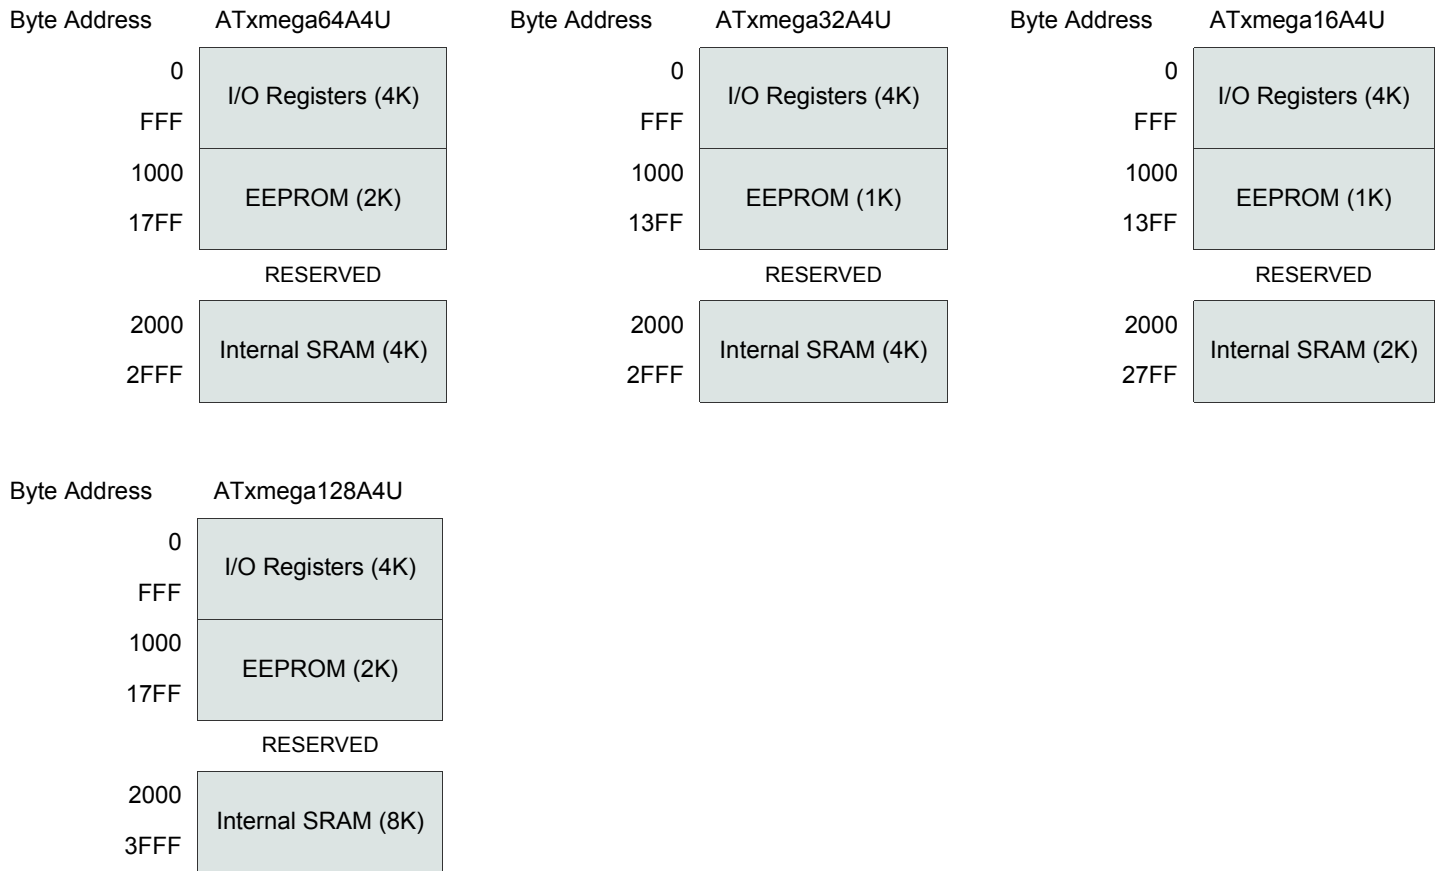 Byte Address ATxmega64A4U
0
I/O Registers (4K)
FFF
1000
EEPROM (2K)
17FF
RESERVED
2000
Internal SRAM (4K)
2FFF
Byte Address ATxmega32A4U
0
I/O Registers (4K)
FFF
1000
EEPROM (1K)
13FF
RESERVED
2000
Internal SRAM (4K)
2FFF
Byte Address ATxmega16A4U
0
I/O Registers (4K)
FFF
1000
EEPROM (1K)
13FF
RESERVED
2000
Internal SRAM (2K)
27FF
Byte Address ATxmega128A4U
0
I/O Registers (4K)
FFF
1000
EEPROM (2K)
17FF
RESERVED
2000
Internal SRAM (8K)
3FFF